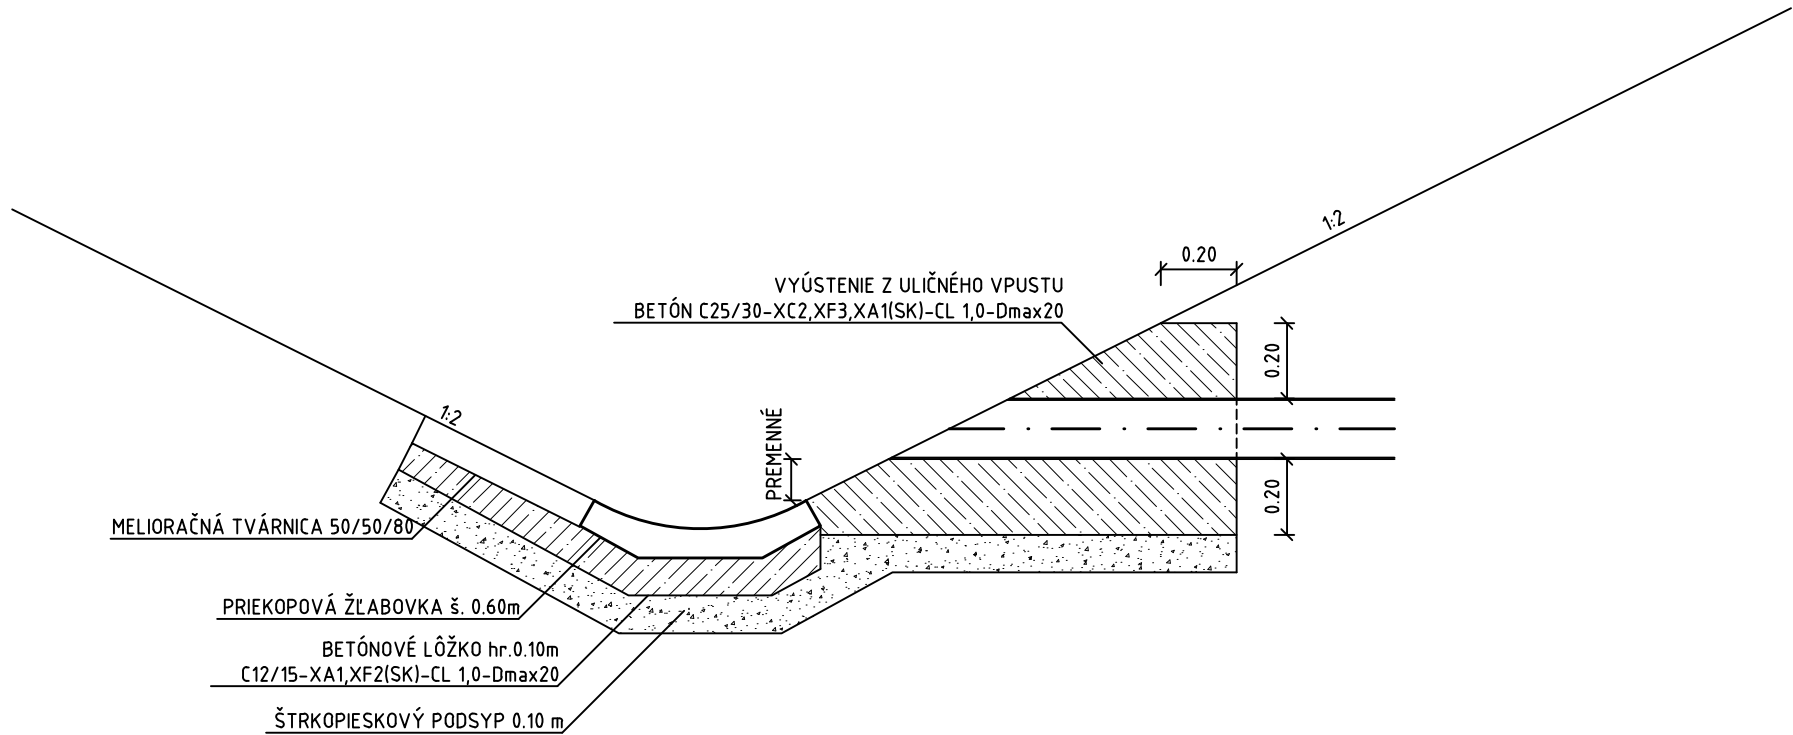 1:2
0.20
VYÚSTENIE Z ULIČNÉHO VPUSTU
BETÓN C25/30-XC2,XF3,XA1(SK)-CL 1,0-Dmax20
0.20
1:2
PREMENNÉ
0.20
MELIORAČNÁ TVÁRNICA 50/50/80
PRIEKOPOVÁ ŽĽABOVKA š. 0.60m
BETÓNOVÉ LÔŽKO hr.0.10m
C12/15-XA1,XF2(SK)-CL 1,0-Dmax20
ŠTRKOPIESKOVÝ PODSYP 0.10 m